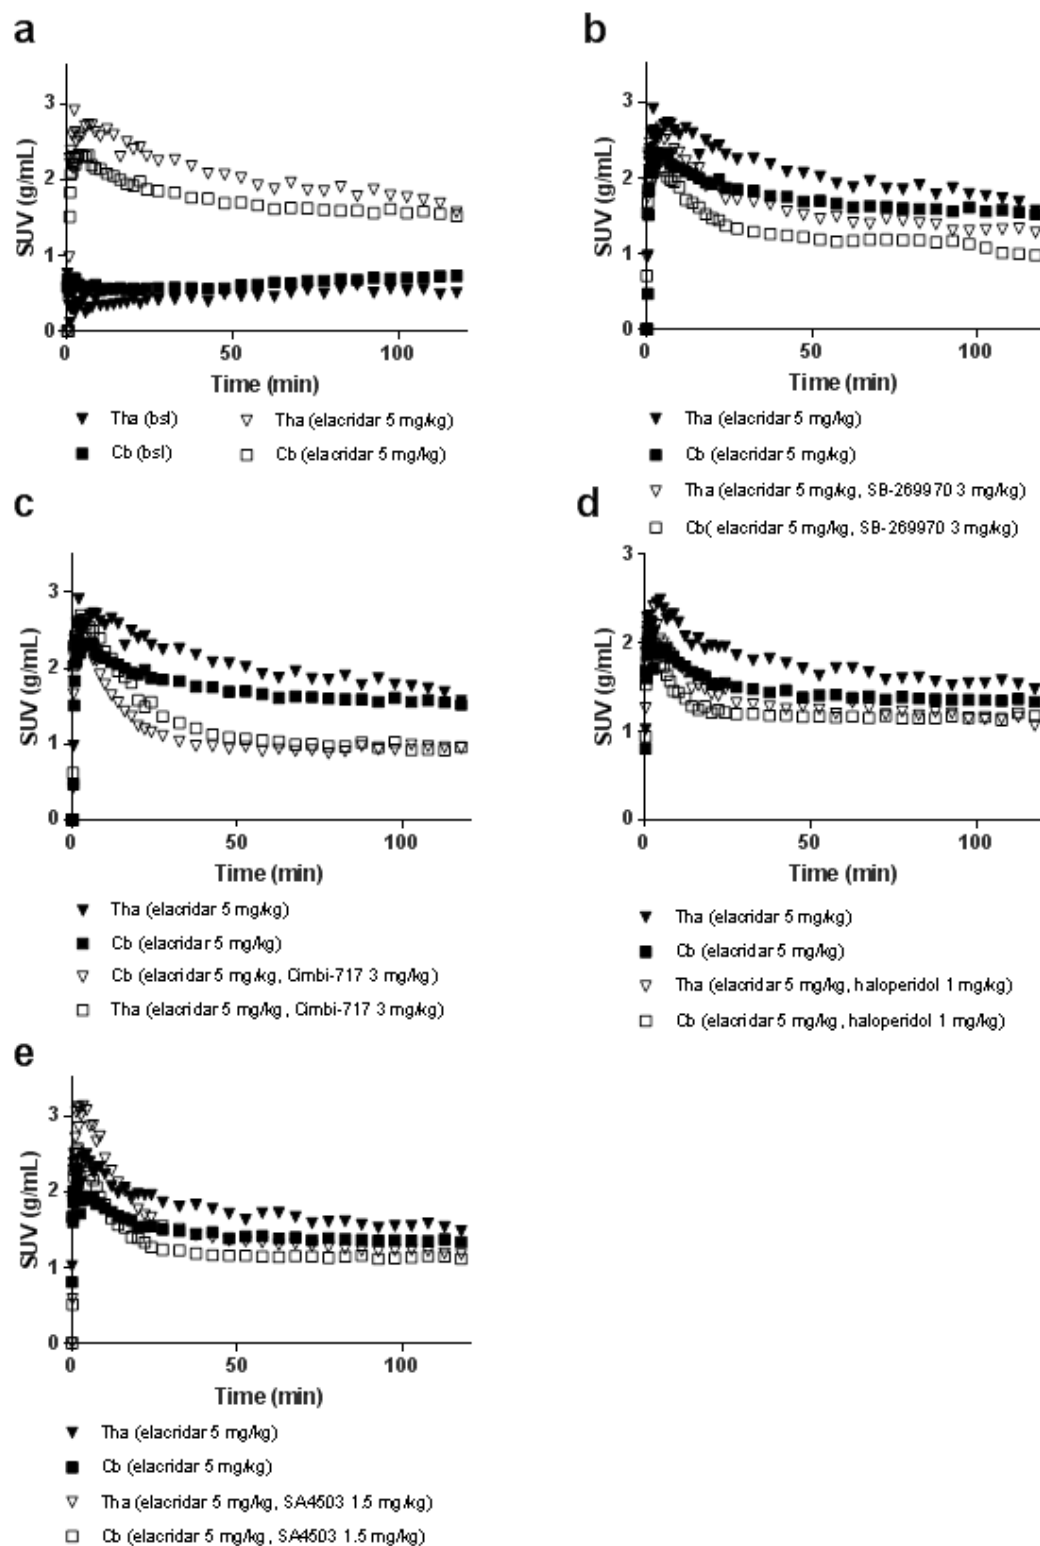 a
SUV (g/mL)
3
2
1
0
0 50 100
Time (min)
Tha (bsl) Tha (elacridar 5 mg/kg)
Cb (bsl) Cb (elacridar 5 mg/kg)
b
SUV (g/mL)
3
2
1
0
0 50 100
Time (min)
Tha (elacridar 5 mg/kg)
Cb (elacridar 5 mg/kg)
Tha (elacridar 5 mg/kg, SB-269970 3 mg/kg)
Cb( elacridar 5 mg/kg, SB-269970 3 mg/kg)
c
SUV (g/mL)
3
2
1
0
0 50 100
Time (min)
Tha (elacridar 5 mg/kg)
Cb (elacridar 5 mg/kg)
Cb (elacridar 5 mg/kg, Cimbi-717 3 mg/kg)
Tha (elacridar 5 mg/kg, Cimbi-717 3 mg/kg)
d
SUV (g/mL)
3
2
1
0
0 50 100
Time (min)
Tha (elacridar 5 mg/kg)
Cb (elacridar 5 mg/kg)
Tha (elacridar 5 mg/kg, haloperidol 1 mg/kg)
Cb (elacridar 5 mg/kg, haloperidol 1 mg/kg)
e
SUV (g/mL)
3
2
1
0
0 50 100
Time (min)
Tha (elacridar 5 mg/kg)
Cb (elacridar 5 mg/kg)
Tha (elacridar 5 mg/kg, SA4503 1.5 mg/kg)
Cb (elacridar 5 mg/kg, SA4503 1.5 mg/kg)